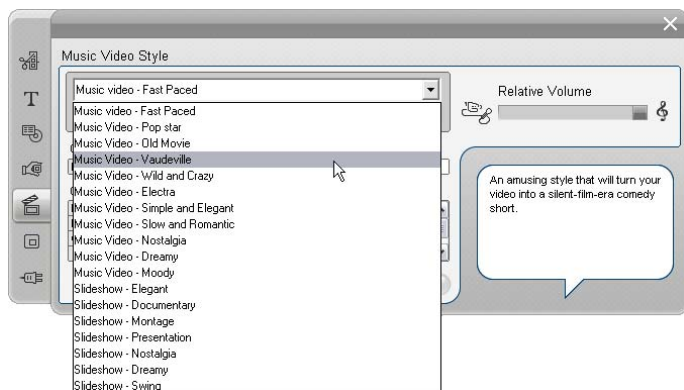 Music Video Style
Music video - Fast Paced
Relative Volume
Music video - Fast Paced
Music Video - Pop star
Music Video - Old Movie
Music Video - Vaudeville
Music Video - Wild and Crazy
Music Video - Electra
Music Video - Simple and Elegant
Music Video - Slow and Romantic
Music Video - Nostalgia
Music Video - Dreamy
Music Video - Moody
Slideshow - Elegant
Slideshow - Documentary
Slideshow - Montage
Slideshow - Presentation
Slideshow - Nostalgia
Slideshow - Dreamy
Slideshow - Swing
An amusing style that will turn your
video into a silent-film-era comedy
short.
T